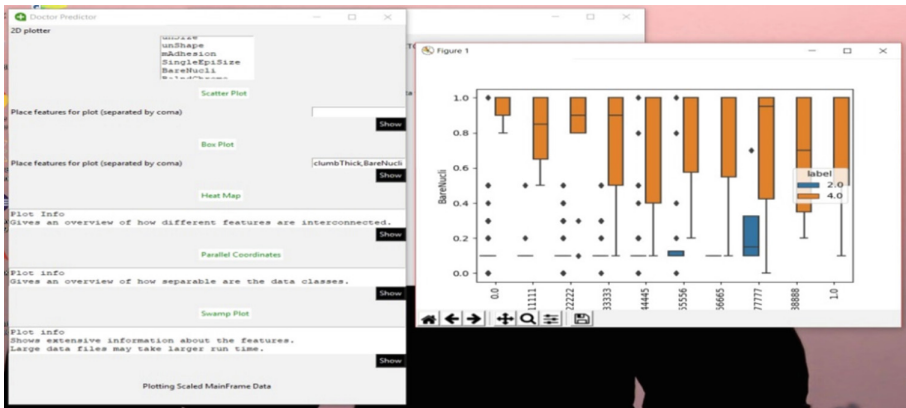 Doctor Predictor
2D plotter
unSize
unShape
mAdhesion
SingleEpiSize
BareNucli
Scatter Plot
Place features for plot (separated by coma)
Show
Box Plot
Place features for plot (separated by coma)
clumbThick,BareNucli
Show
Heat Map
Plot Info
Gives an overview of how different features are interconnected.
Show
Parallel Coordinates
Plot info
Gives an overview of how separable are the data classes.
Show
Swamp Plot
Plot info
Shows extensive information about the features.
Large data files may take larger run time.
Show
Plotting Scaled MainFrame Data
Figure 1
1.0
0.8
0.6
0.4
0.2
0.0
BareNucli
label
2.0
4.0
0.0
11111
22222
33333
44445
55556
66665
77777
88888
1.0